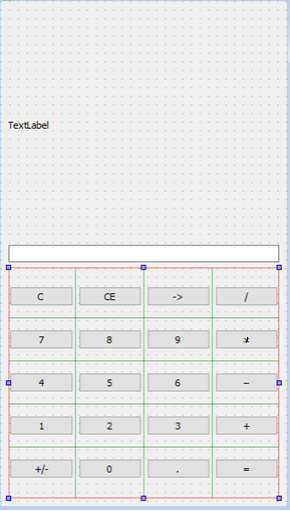 TextLabel
C CE -> /
7 8 9 *
4 5 6 -
1 2 3 +
+/- 0 . =